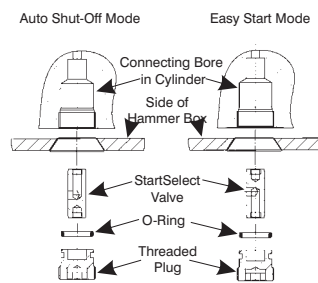 Auto Shut-Off Mode
Easy Start Mode
Connecting Bore
in Cylinder
Side of
Hammer Box
StartSelect
Valve
O-Ring
Threaded
Plug